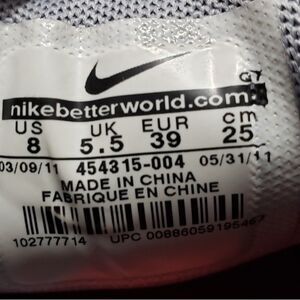 nikebetterworld.com
US UK EUR cm
8 5.5 39 25
03/09/11 454315-004 05/31/11
MADE IN CHINA
FABRIQUE EN CHINE
102777714 UPC 00886059195467